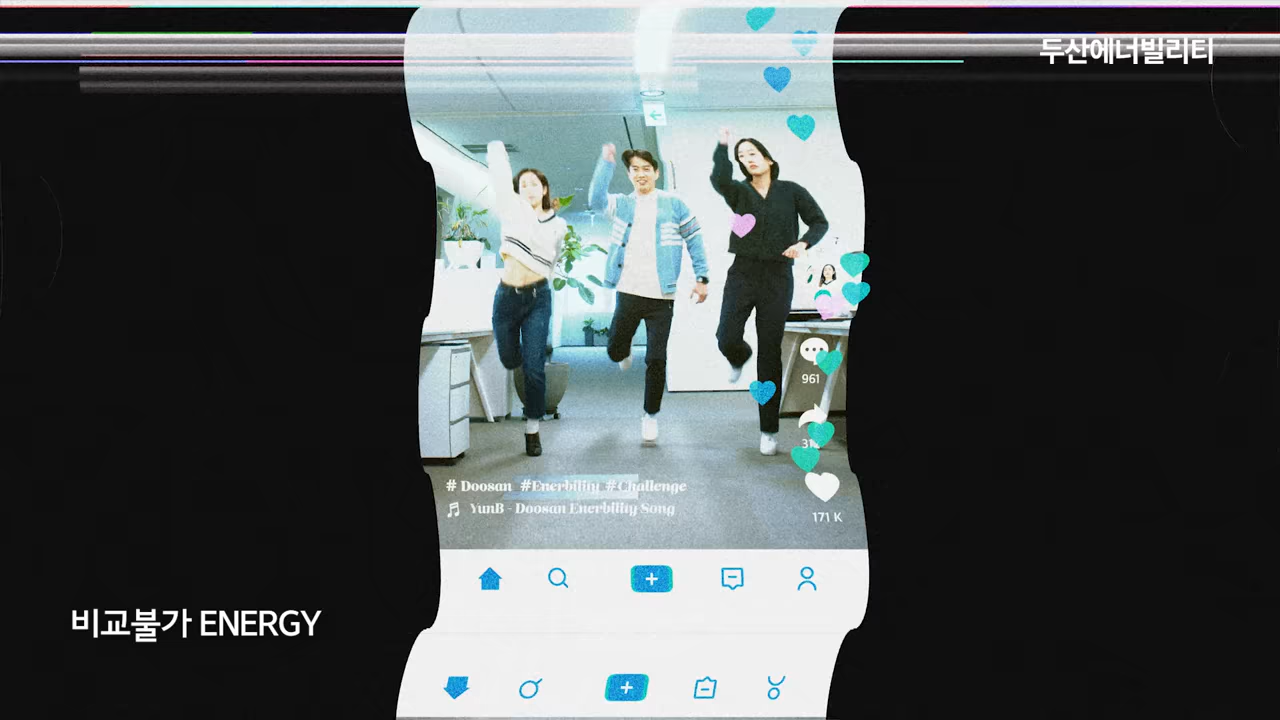 두산에너빌리티
961
# Doosan #Enerbility #Challenge
YunB - Doosan Enerbility Song
171 K
비교불가 ENERGY